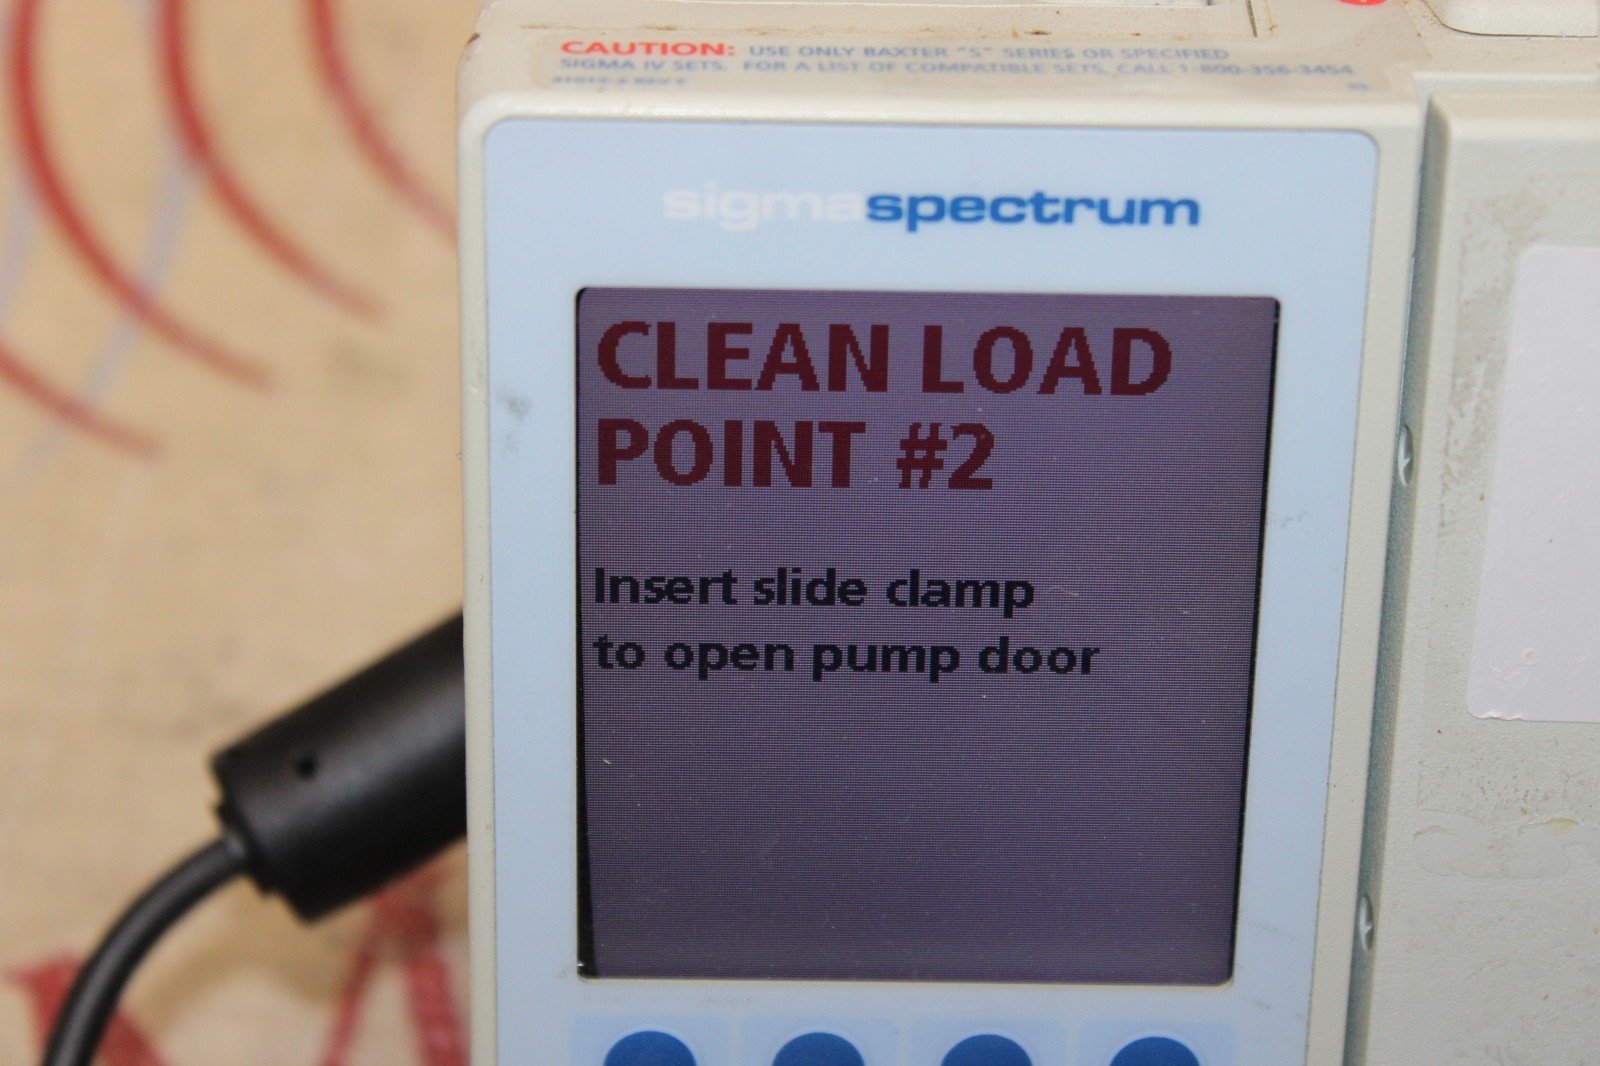 CAUTION: USE ONLY BAXTER "S" SERIES OR SPECIFIED
SIGMA IV SETS. FOR A LIST OF COMPATIBLE SETS, CALL 1-800-356-3454
sigmaspectrum
CLEAN LOAD
POINT #2
Insert slide clamp
to open pump door